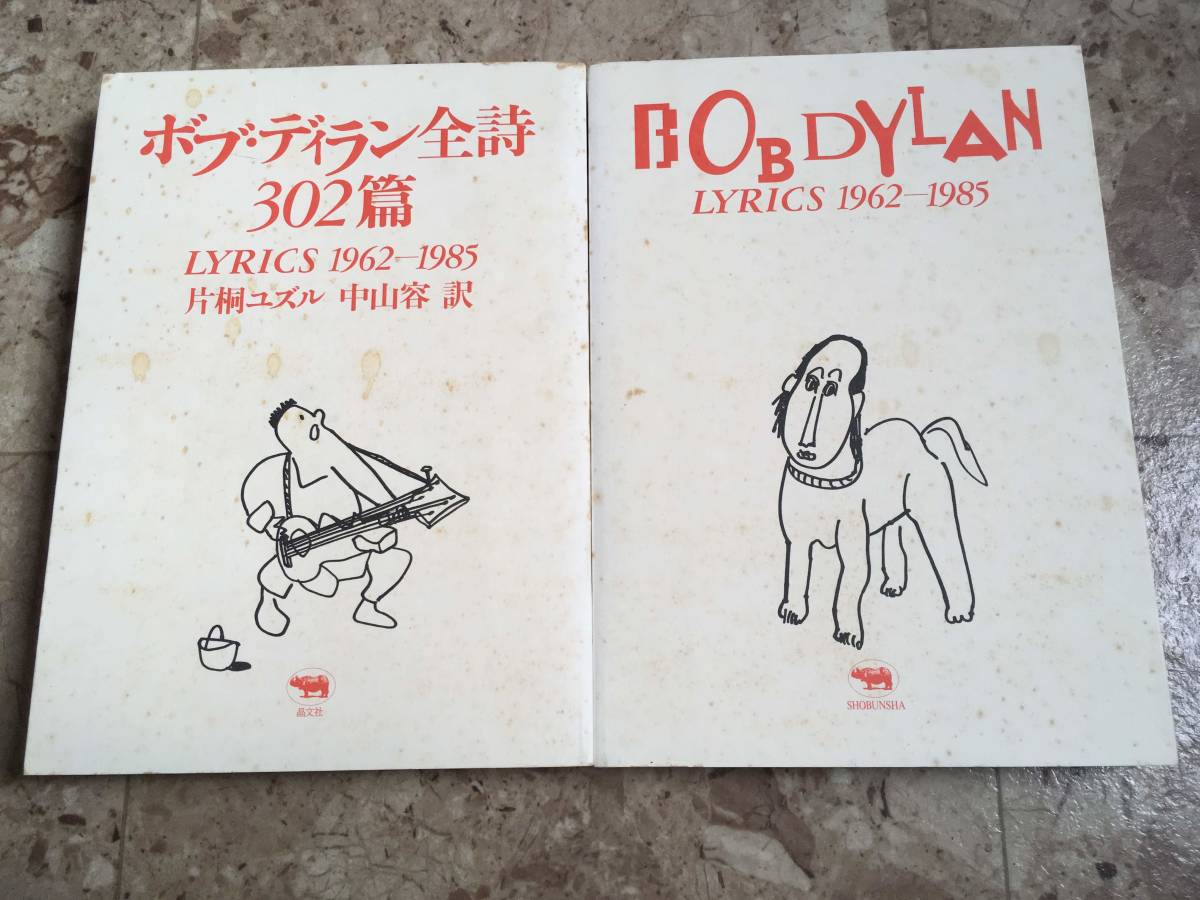 ボブ・ディラン全詩
302篇
LYRICS 1962—1985
片桐ユズル 中山容 訳
晶文社
BOB DYLAN
LYRICS 1962—1985
SHOBUNSHA